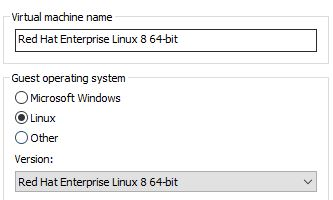 Virtual machine name
Red Hat Enterprise Linux 8 64-bit
Guest operating system
Microsoft Windows
Linux
Other
Version:
Red Hat Enterprise Linux 8 64-bit